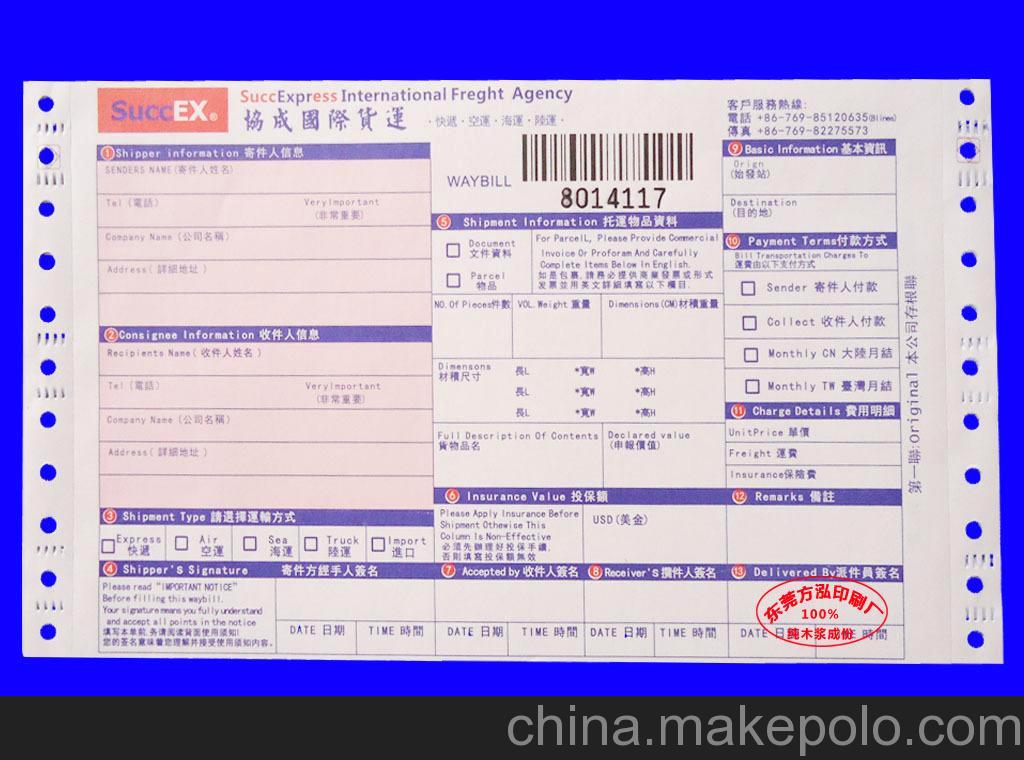 SuccEX®
SuccExpress International Freght Agency
協成國際貨運
·快遞·空運·海運·陸運·
客戶服務熱線:
電話 +86-769-85120635(8lines)
傳真 +86-769-82275573
WAYBILL
8014117
①Shipper information 寄件人信息
SENDERS NAME(寄件人姓名)
Tel (電話)
VeryImportant
(非常重要)
Company Name (公司名稱)
Address( 詳細地址 )
②Consignee Information 收件人信息
Recipients Name( 收件人姓名 )
Tel (電話)
VeryImportant
(非常重要)
Company Name (公司名稱)
Address( 詳細地址 )
③ Shipment Type 請選擇運輸方式
Express
快遞
Air
空運
Sea
海運
Truck
陸運
Import
進口
④ Shipper'S Signature
寄件方經手人簽名
Please read "IMPORTANT NOTICE"
Before filling this waybill.
Your signature means you fully understand
and accept all points in the notice
填写本单前,务请阅读背面使用须知!
您的签名意味着您理解并接受使用须知内容。
DATE 日期
TIME 時間
⑤ Shipment Information 托運物品資料
Document
文件資料
Parcel
物品
For ParcelL, Please Provide Commercial
Invoice Or Proforam And Carefully
Complete Items Below In English.
如是包裹,請務必提供商業發票或形式
发票並用英文詳細填寫以下欄目.
NO.Of Pieces件數
VOL.Weight 重量
Dimensions(CM)材積重量
Dimensons
材積尺寸
長L *寬W *高H
長L *寬W *高H
長L *寬W *高H
Full Description Of Contents
貨物品名
Declared value
(申報價值)
⑥ Insurance Value 投保額
Please Apply Insurance Before
Shipment Othewise This
Column Is Non-Effective
必須先辦理好投保手續,
否則填寫投保額無效
USD(美金)
⑦ Accepted by 收件人簽名
DATE 日期
TIME 時間
⑧ Receiver'S 攬件人簽名
DATE 日期
TIME 時間
⑨ Basic Information 基本資訊
Orign
(始發站)
Destination
(目的地)
⑩ Payment Terms付款方式
Bill Transportation Charges To
運費由以下支付方式
Sender 寄件人付款
Collect 收件人付款
Monthly CN 大陸月結
Monthly TW 臺灣月結
⑪ Charge Details 費用明細
UnitPrice 單價
Freight 運費
Insurance保險費
⑫ Remarks 備註
⑬ Delivered By派件員簽名
DATE 日期
時間
东莞方泓印刷厂
100%
純木浆成份
第一聯:Original 本公司存根聯
china.makepolo.com